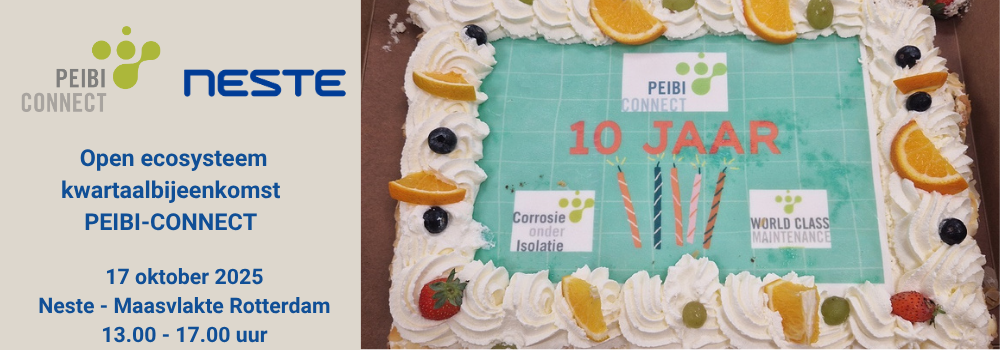 PEIBI
CONNECT
NESTE
Open ecosysteem
kwartaalbijeenkomst
PEIBI-CONNECT
17 oktober 2025
Neste - Maasvlakte Rotterdam
13.00 - 17.00 uur
PEIBI
CONNECT
10 JAAR
Corrosie
onder
Isolatie
WORLD CLASS
MAINTENANCE